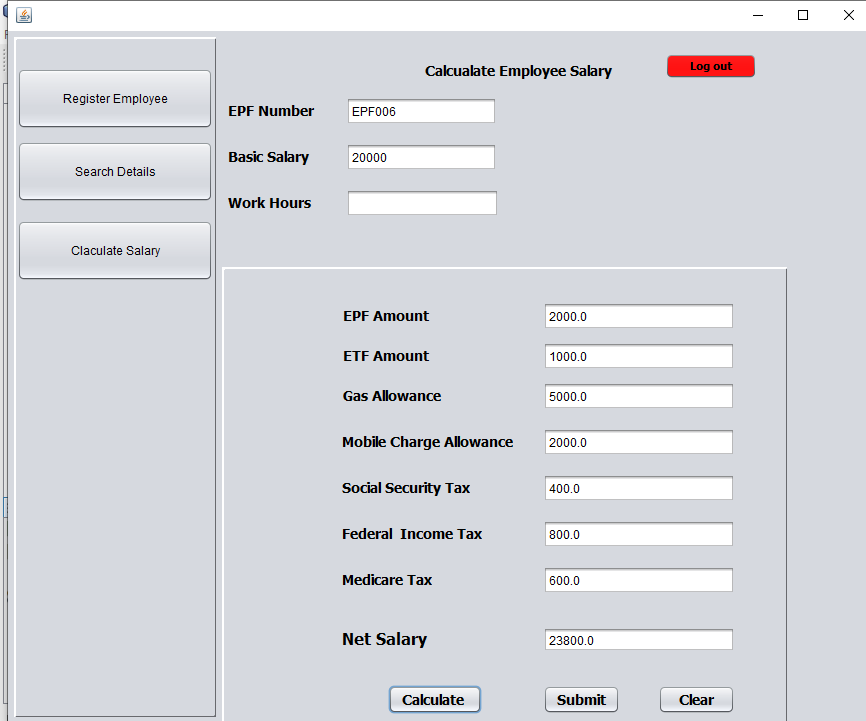 Calcualate Employee Salary
Log out
Register Employee
Search Details
Claculate Salary
EPF Number
EPF006
Basic Salary
20000
Work Hours
EPF Amount
2000.0
ETF Amount
1000.0
Gas Allowance
5000.0
Mobile Charge Allowance
2000.0
Social Security Tax
400.0
Federal Income Tax
800.0
Medicare Tax
600.0
Net Salary
23800.0
Calculate
Submit
Clear